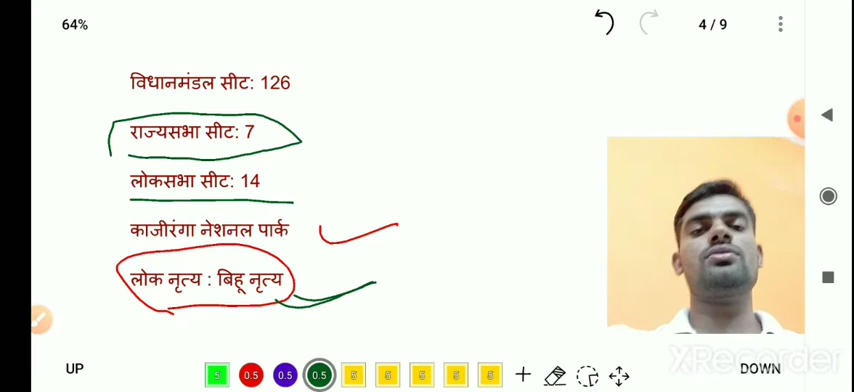 64%
4 / 9
विधानमंडल सीट: 126
राज्यसभा सीट: 7
लोकसभा सीट: 14
काजीरंगा नेशनल पार्क
लोक नृत्य : बिहू नृत्य
UP
5 0.5 0.5 0.5 5 5 5 5 5
DOWN
XRecorder